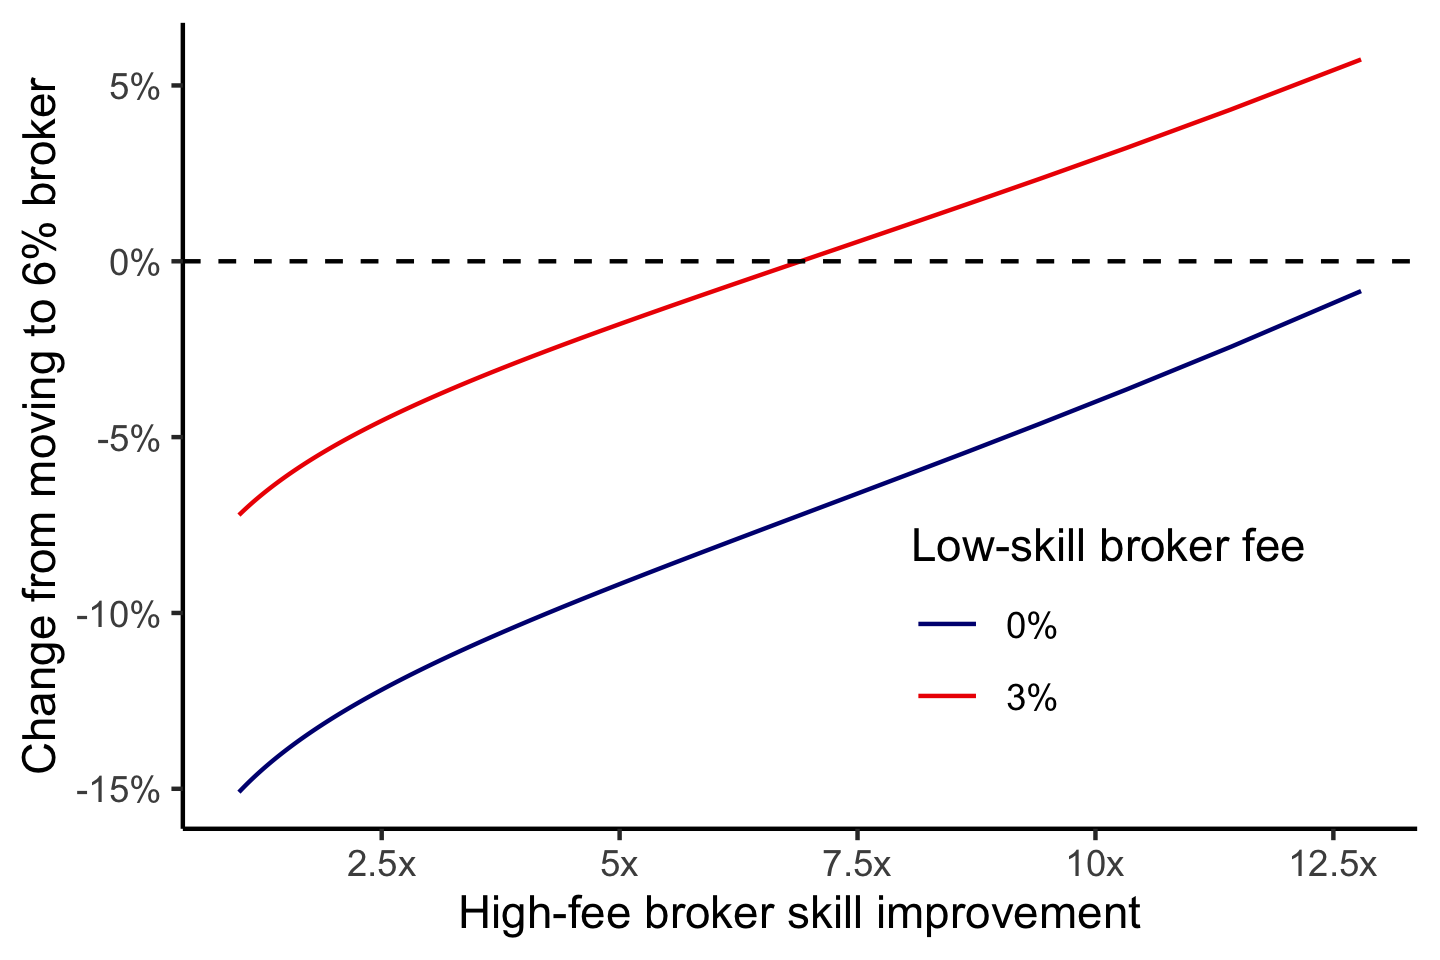 Change from moving to 6% broker
5%
0%
-5%
-10%
-15%
Low-skill broker fee
0%
3%
2.5x
5x
7.5x
10x
12.5x
High-fee broker skill improvement